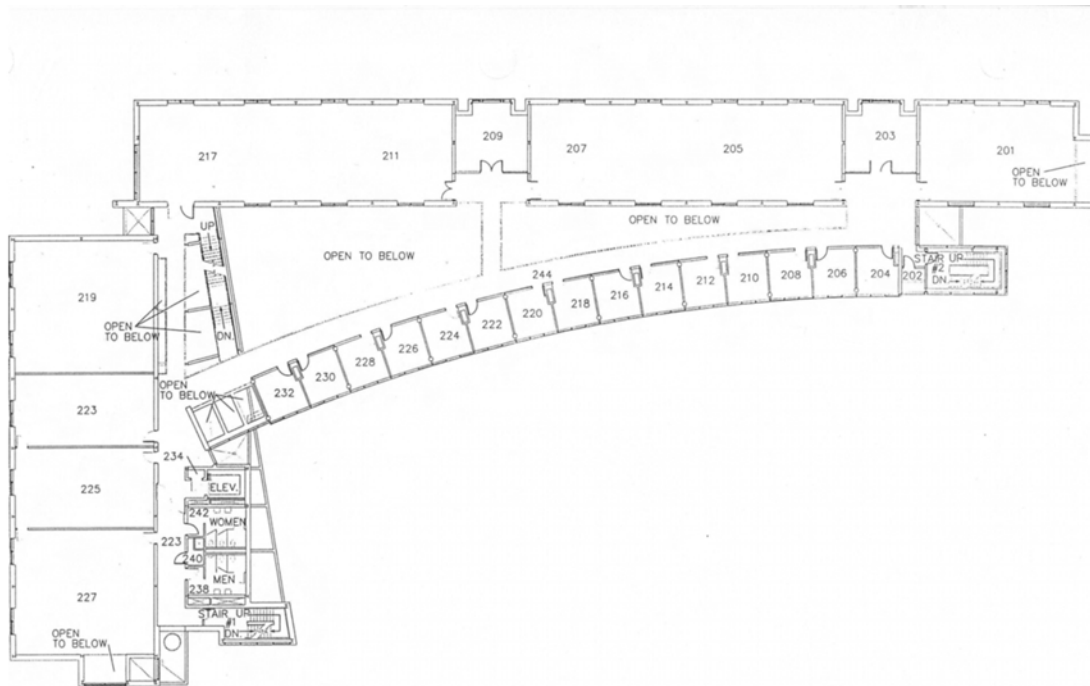 209
203
217
211
207
205
201
OPEN
TO BELOW
UP
OPEN TO BELOW
OPEN TO BELOW
244
STAIR UP
#2
DN.
202
204
206
208
210
212
214
216
218
220
222
224
226
228
230
232
219
OPEN
TO BELOW
DN.
OPEN
TO BELOW
223
234
ELEV.
225
242
WOMEN
223
240
MEN
238
227
STAIR UP
#1
DN.
OPEN
TO BELOW